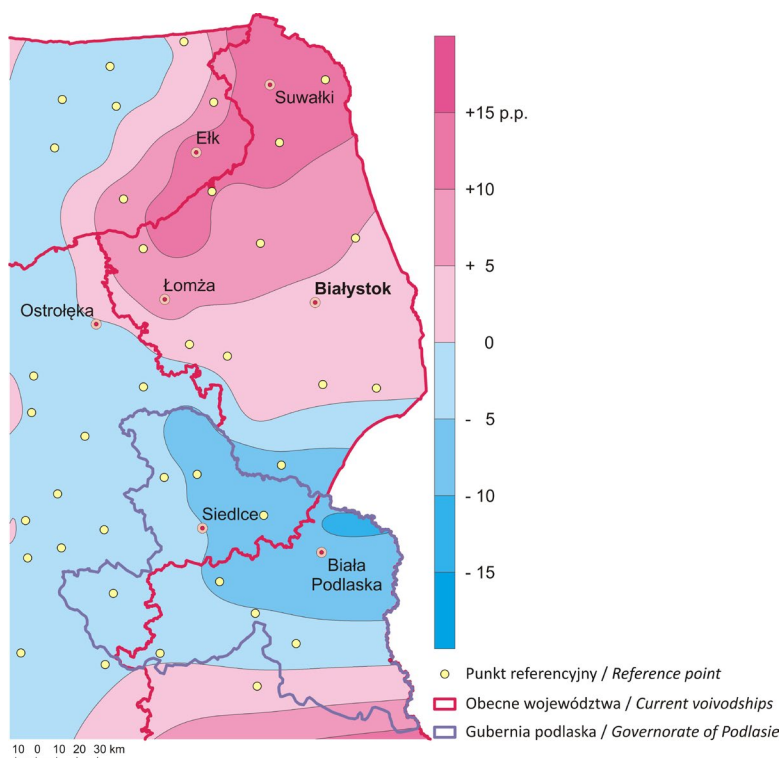 Suwałki
Ełk
Łomża
Białystok
Ostrołęka
Siedlce
Biała
Podlaska
+15 p.p.
+10
+ 5
0
- 5
- 10
- 15
Punkt referencyjny / Reference point
Obecne województwa / Current voivodships
Gubernia podlaska / Governorate of Podlasie
10 0 10 20 30 km